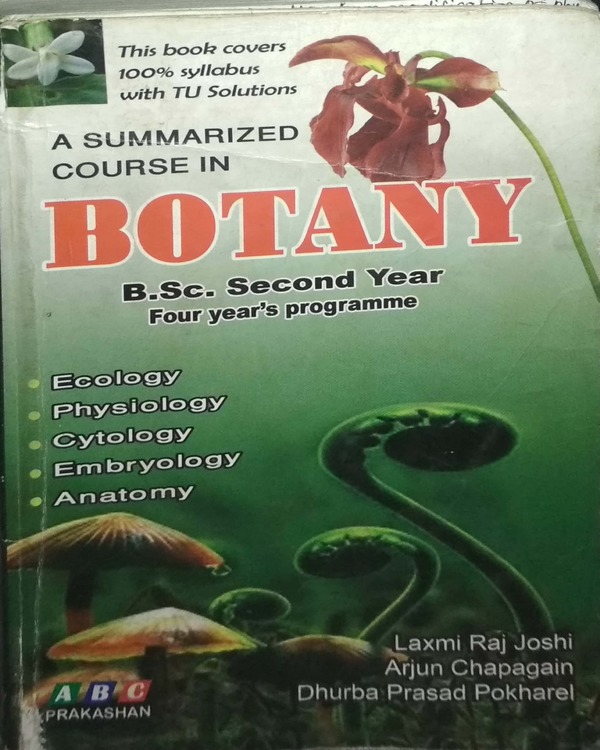 This book covers
100% syllabus
with TU Solutions
A SUMMARIZED
COURSE IN
BOTANY
B.Sc. Second Year
Four year's programme
Ecology
Physiology
Cytology
Embryology
Anatomy
Laxmi Raj Joshi
Arjun Chapagain
Dhurba Prasad Pokharel
ABC
PRAKASHAN